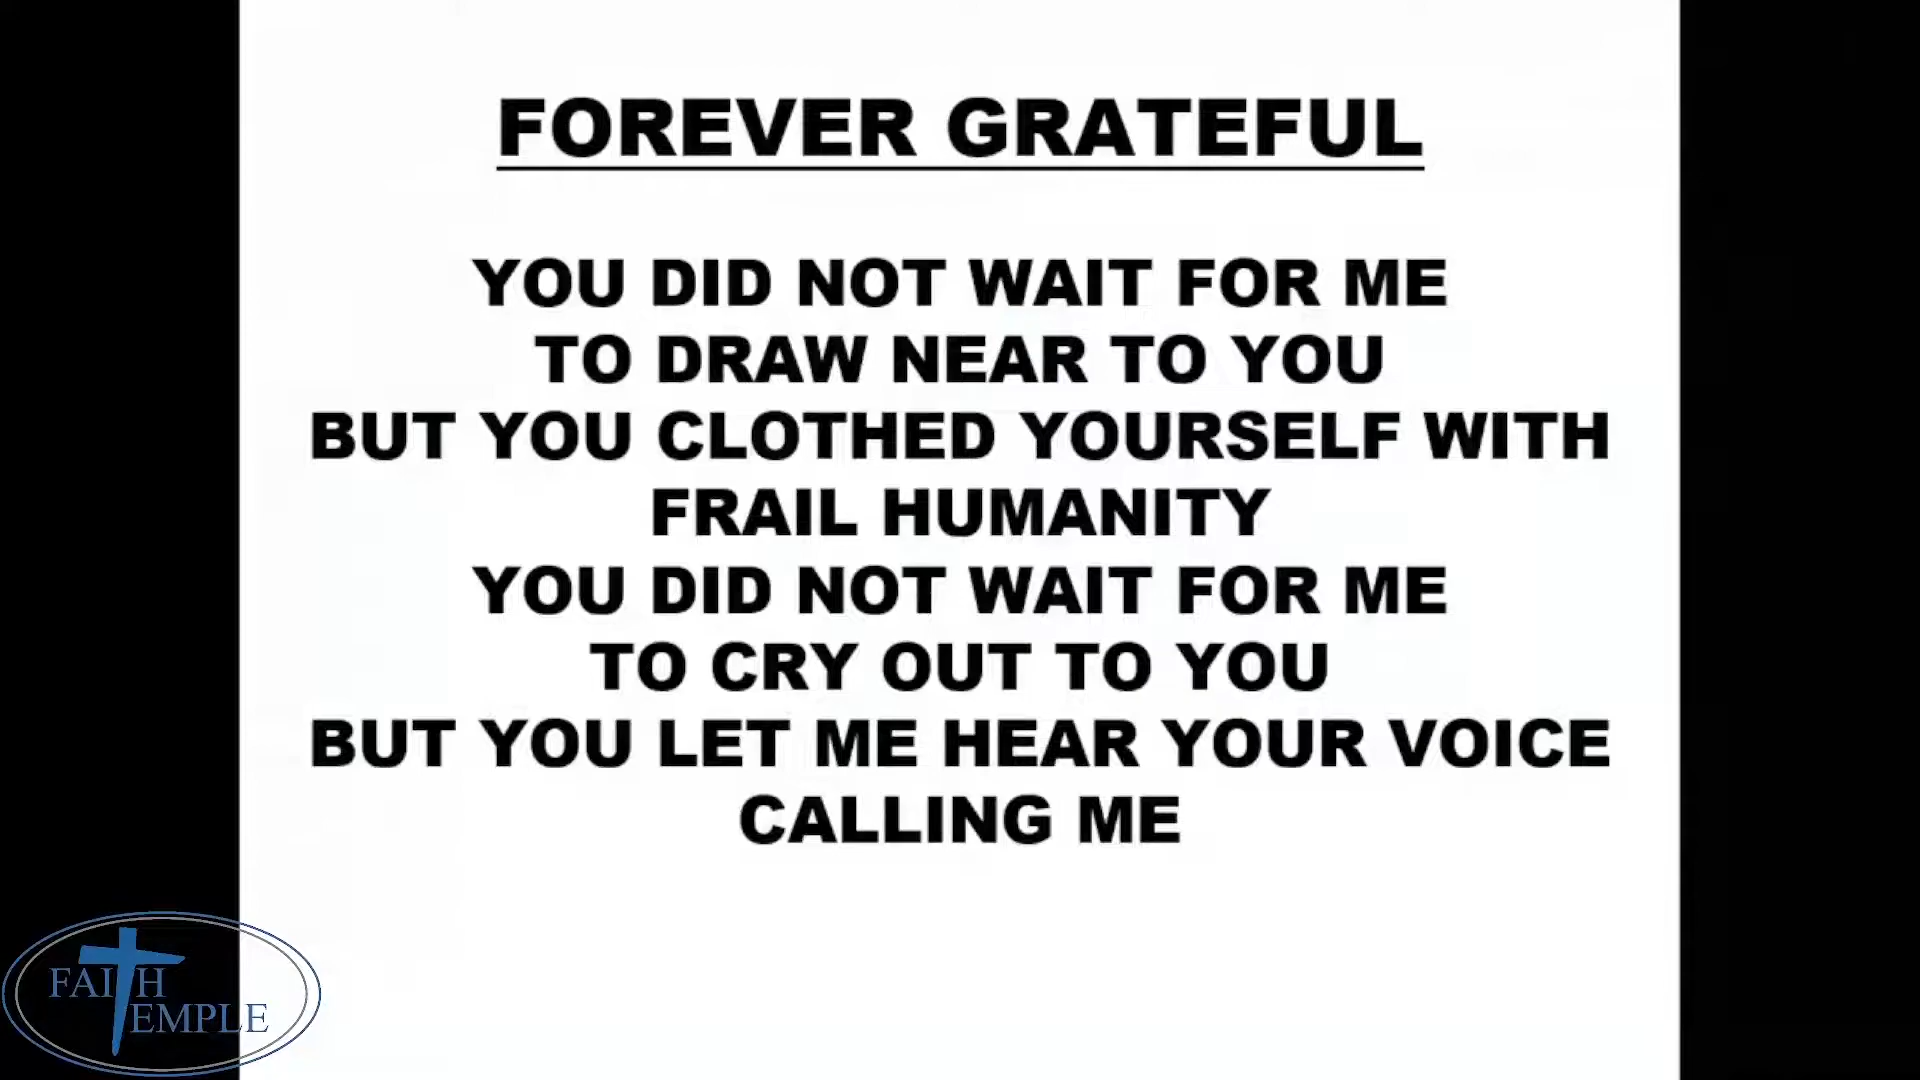 FOREVER GRATEFUL
YOU DID NOT WAIT FOR ME
TO DRAW NEAR TO YOU
BUT YOU CLOTHED YOURSELF WITH
FRAIL HUMANITY
YOU DID NOT WAIT FOR ME
TO CRY OUT TO YOU
BUT YOU LET ME HEAR YOUR VOICE
CALLING ME
FAITH
TEMPLE